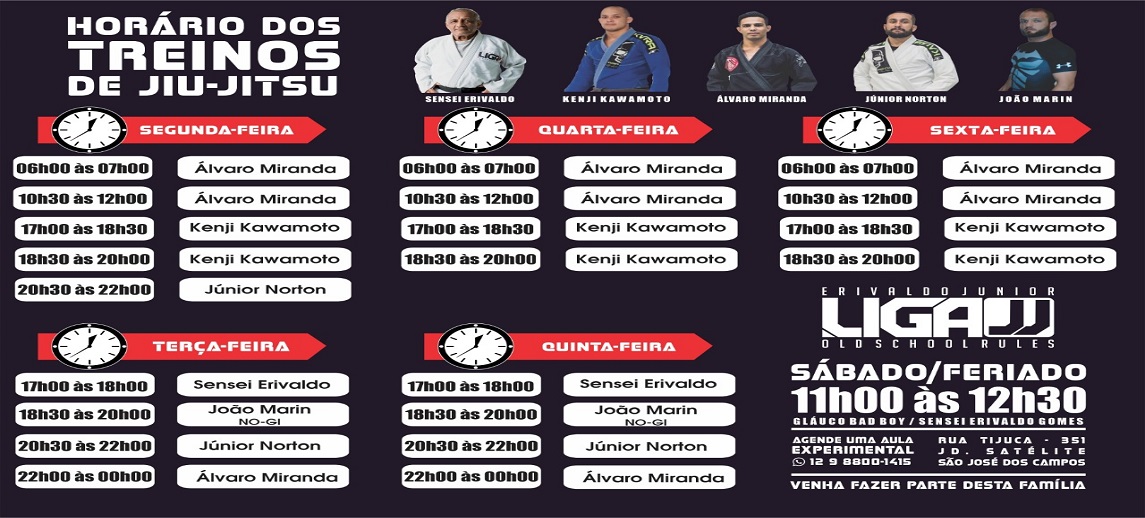 HORÁRIO DOS
TREINOS
DE JIU-JITSU
SENSEI ERIVALDO
KENJI KAWAMOTO
ÁLVARO MIRANDA
JÚNIOR NORTON
JOÃO MARIN
SEGUNDA-FEIRA
06h00 às 07h00 Álvaro Miranda
10h30 às 12h00 Álvaro Miranda
17h00 às 18h30 Kenji Kawamoto
18h30 às 20h00 Kenji Kawamoto
20h30 às 22h00 Júnior Norton
QUARTA-FEIRA
06h00 às 07h00 Álvaro Miranda
10h30 às 12h00 Álvaro Miranda
17h00 às 18h30 Kenji Kawamoto
18h30 às 20h00 Kenji Kawamoto
SEXTA-FEIRA
06h00 às 07h00 Álvaro Miranda
10h30 às 12h00 Álvaro Miranda
17h00 às 18h30 Kenji Kawamoto
18h30 às 20h00 Kenji Kawamoto
TERÇA-FEIRA
17h00 às 18h00 Sensei Erivaldo
18h30 às 20h00 João Marin
NO-GI
20h30 às 22h00 Júnior Norton
22h00 às 00h00 Álvaro Miranda
QUINTA-FEIRA
17h00 às 18h00 Sensei Erivaldo
18h30 às 20h00 João Marin
NO-GI
20h30 às 22h00 Júnior Norton
22h00 às 00h00 Álvaro Miranda
ERIVALDO JUNIOR
LIGA JJ
OLD SCHOOL RULES
SÁBADO/FERIADO
11h00 às 12h30
GLÁUCO BAD BOY / SENSEI ERIVALDO GOMES
AGENDE UMA AULA
EXPERIMENTAL
12 9 8800-1415
RUA TIJUCA - 351
JD. SATÉLITE
SÃO JOSÉ DOS CAMPOS
VENHA FAZER PARTE DESTA FAMÍLIA